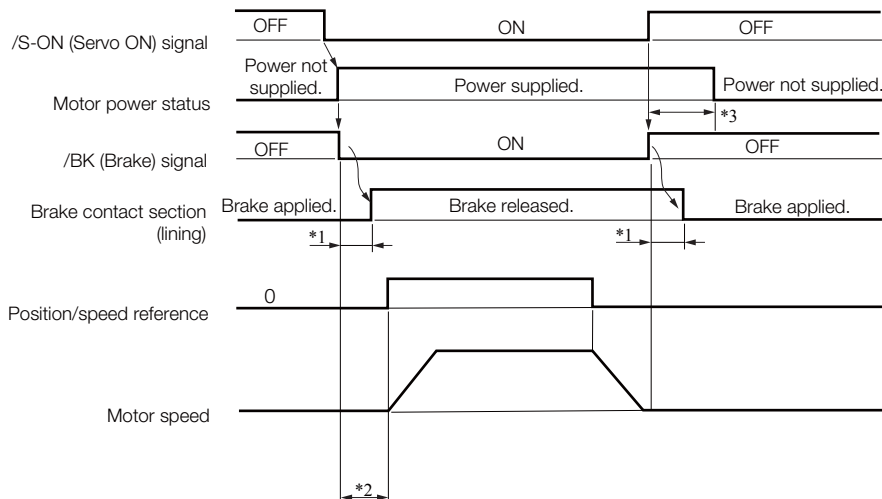 /S-ON (Servo ON) signal
OFF
ON
OFF
Motor power status
Power not
supplied.
Power supplied.
Power not supplied.
*3
/BK (Brake) signal
OFF
ON
OFF
Brake contact section
(lining)
Brake applied.
Brake released.
Brake applied.
*1
*1
Position/speed reference
0
Motor speed
*2